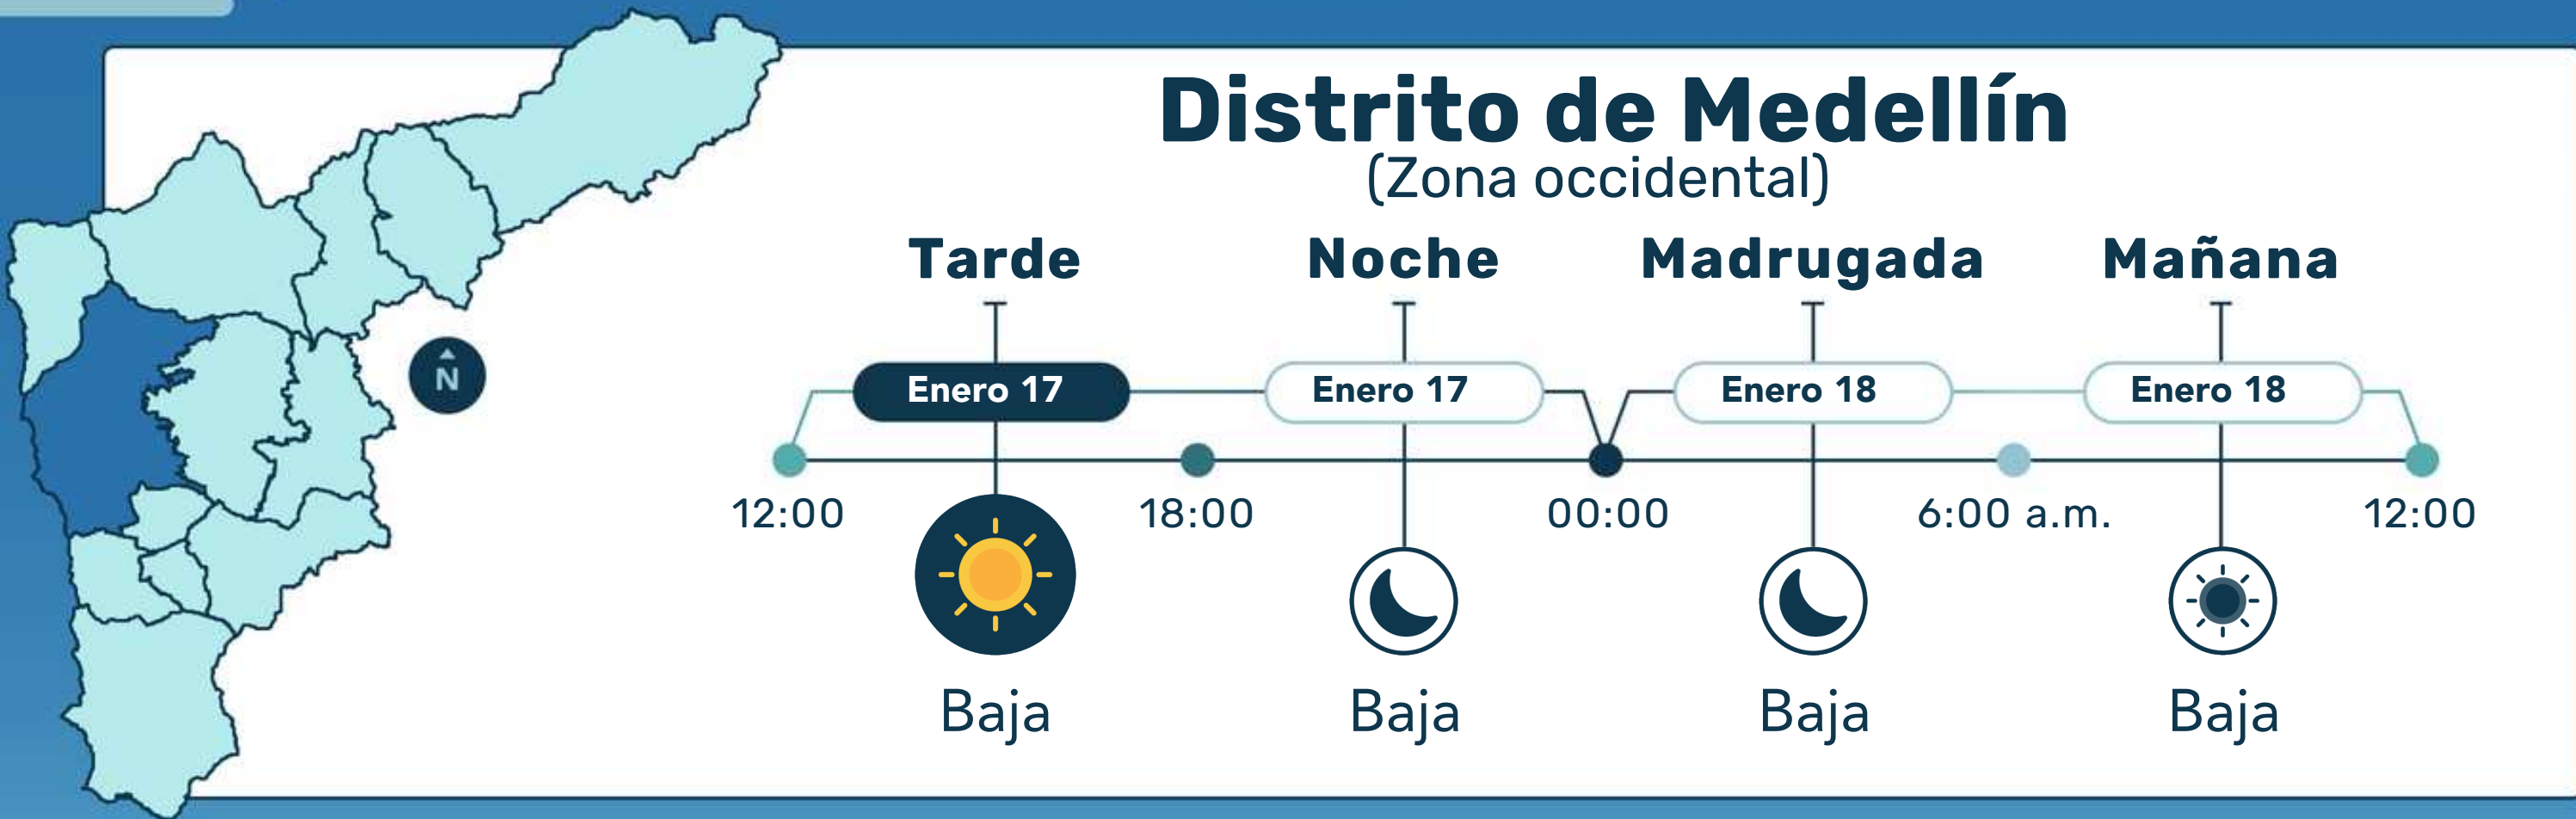 Distrito de Medellín
(Zona occidental)
Tarde Noche Madrugada Mañana
Enero 17 Enero 17 Enero 18 Enero 18
N
12:00 18:00 00:00 6:00 a.m. 12:00
Baja Baja Baja Baja